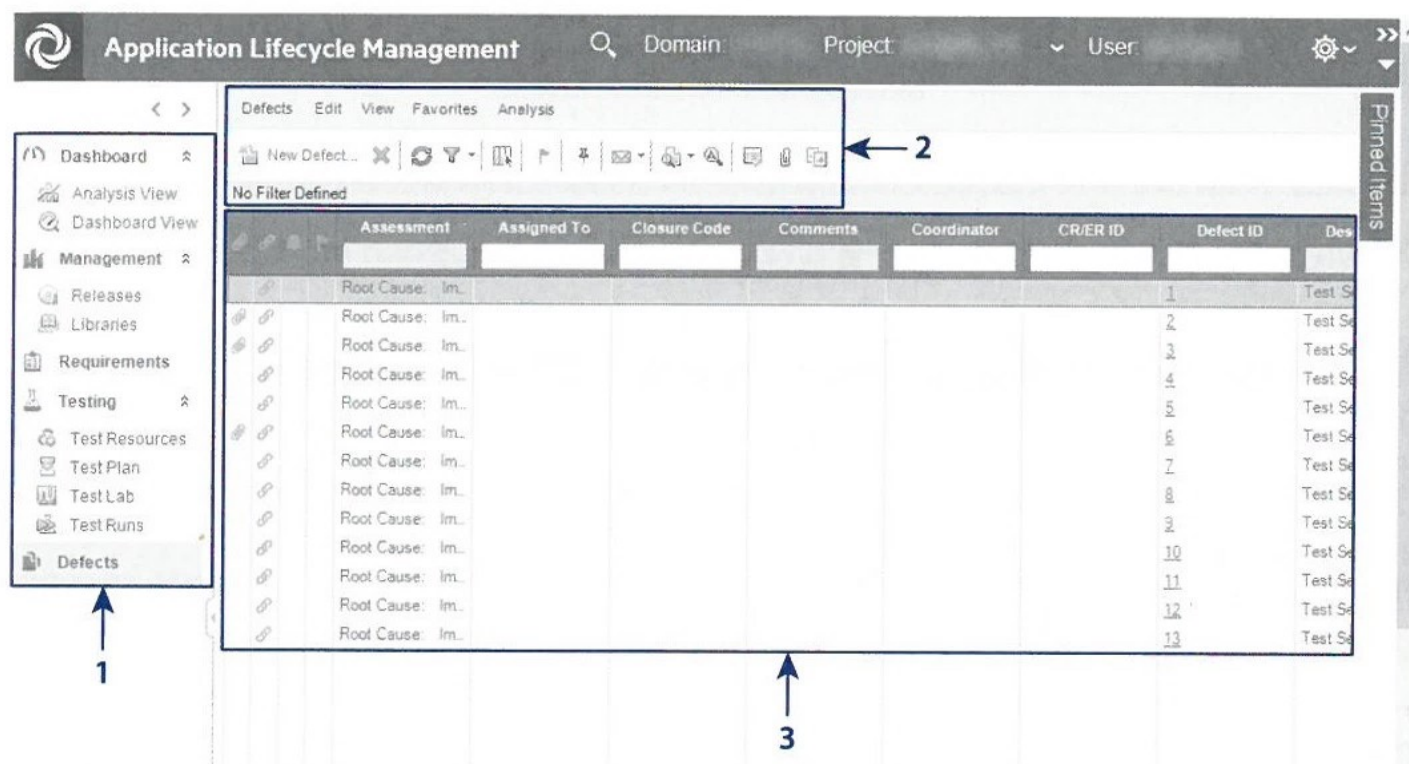 Application Lifecycle Management Domain: Project: User:
Defects Edit View Favorites Analysis
New Defect...
No Filter Defined
Dashboard
Analysis View
Dashboard View
Management
Releases
Libraries
Requirements
Testing
Test Resources
Test Plan
Test Lab
Test Runs
Defects
1
2
Pinned Items
Assessment Assigned To Closure Code Comments Coordinator CR/ER ID Defect ID Des
Root Cause: Im.. 1 Test S
Root Cause: Im.. 2 Test Se
Root Cause: Im.. 3 Test Se
Root Cause: Im.. 4 Test Se
Root Cause: Im.. 5 Test Se
Root Cause: Im.. 6 Test Se
Root Cause: Im.. 7 Test Se
Root Cause: Im.. 8 Test Se
Root Cause: Im.. 9 Test Se
Root Cause: Im.. 10 Test Se
Root Cause: Im.. 11 Test Se
Root Cause: Im.. 12 Test Se
Root Cause: Im.. 13 Test Se
3